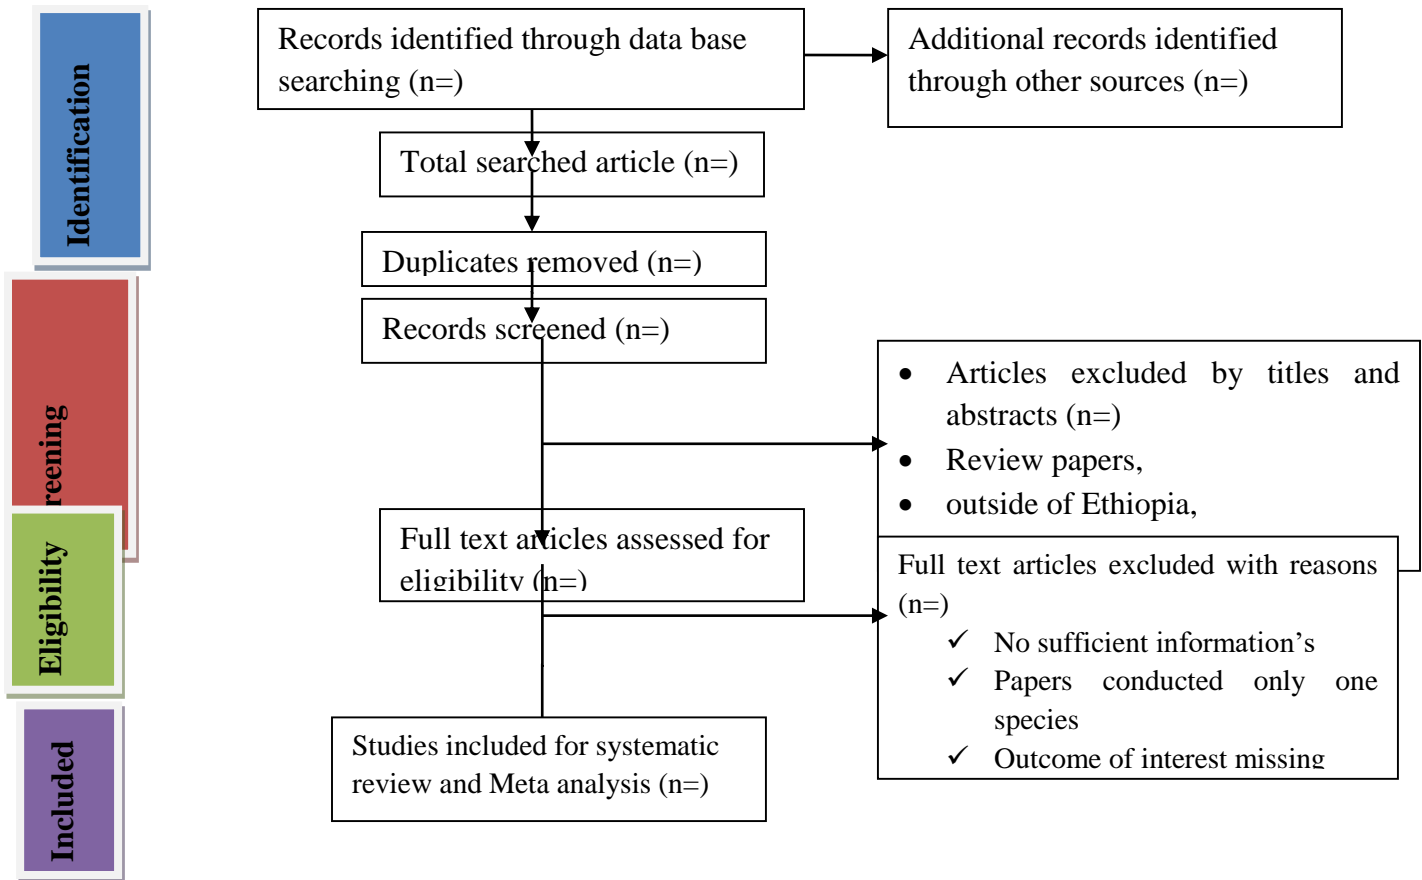 Identification
Records identified through data base
searching (n=)
Additional records identified
through other sources (n=)
Total searched article (n=)
Duplicates removed (n=)
reening
Records screened (n=)
• Articles excluded by titles and
abstracts (n=)
• Review papers,
• outside of Ethiopia,
Eligibility
Full text articles assessed for
eligibility (n=)
Full text articles excluded with reasons
(n=)
✓ No sufficient information’s
✓ Papers conducted only one
species
✓ Outcome of interest missing
Included
Studies included for systematic
review and Meta analysis (n=)